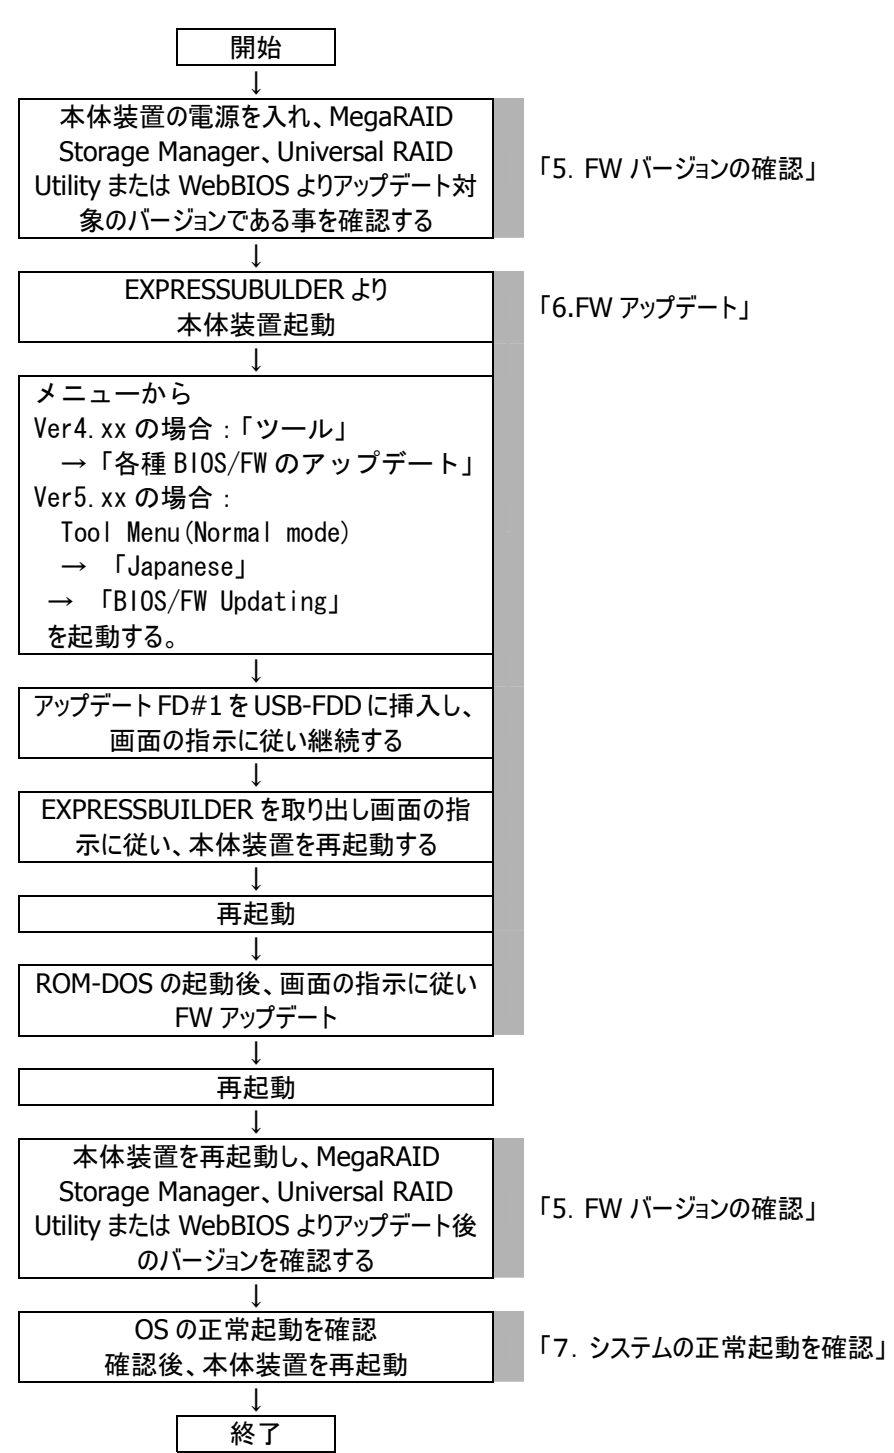 開始
↓
本体装置の電源を入れ、MegaRAID
Storage Manager、Universal RAID
Utility または WebBIOS よりアップデート対
象のバージョンである事を確認する
「5. FW バージョンの確認」
↓
EXPRESSUBULDER より
本体装置起動
「6.FW アップデート」
↓
メニューから
Ver4.xx の場合：「ツール」
→「各種 BIOS/FW のアップデート」
Ver5.xx の場合：
Tool Menu(Normal mode)
→ 「Japanese」
→ 「BIOS/FW Updating」
を起動する。
↓
アップデート FD#1 を USB-FDD に挿入し、
画面の指示に従い継続する
↓
EXPRESSBUILDER を取り出し画面の指
示に従い、本体装置を再起動する
↓
再起動
↓
ROM-DOS の起動後、画面の指示に従い
FW アップデート
↓
再起動
↓
本体装置を再起動し、MegaRAID
Storage Manager、Universal RAID
Utility または WebBIOS よりアップデート後
のバージョンを確認する
「5. FW バージョンの確認」
↓
OS の正常起動を確認
確認後、本体装置を再起動
「７. システムの正常起動を確認」
↓
終了